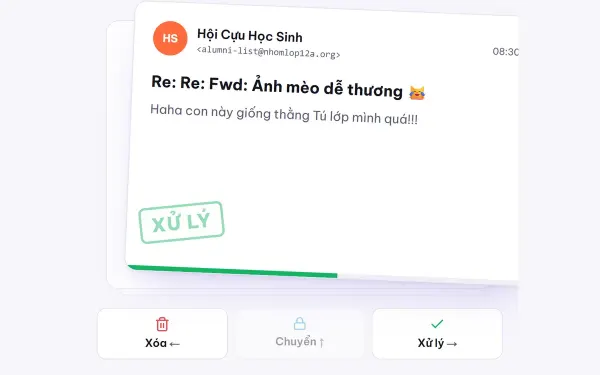 HS
Hội Cựu Học Sinh
<alumni-list@nhomlop12a.org>
08:30
Re: Re: Fwd: Ảnh mèo dễ thương 😹
Haha con này giống thằng Tú lớp mình quá!!!
XỬ LÝ
Xóa ←
Chuyển ↑
Xử lý →